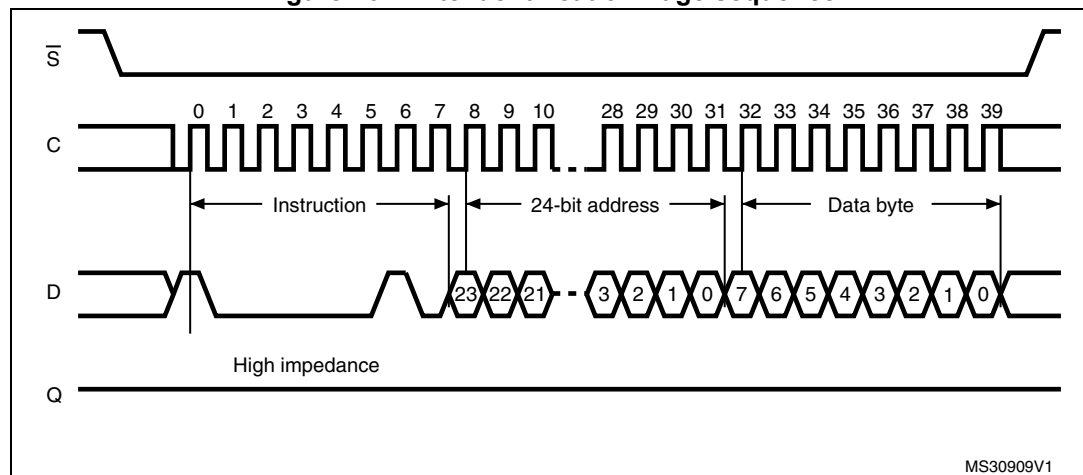 S
0 1 2 3 4 5 6 7 8 9 10 28 29 30 31 32 33 34 35 36 37 38 39
C
Instruction 24-bit address Data byte
D 23 22 21 3 2 1 0 7 6 5 4 3 2 1 0
High impedance
Q
MS30909V1